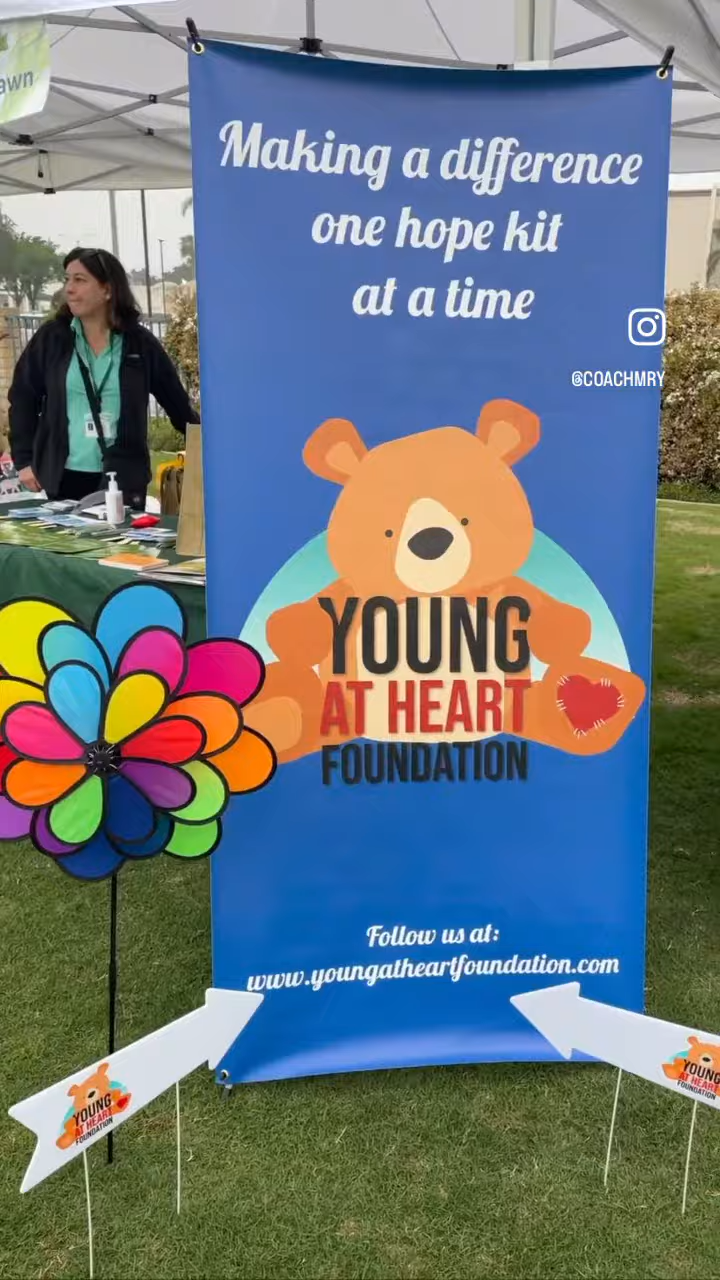 awn
Making a difference
one hope kit
at a time
@COACHMRY
YOUNG
AT HEART
FOUNDATION
Follow us at:
www.youngatheartfoundation.com
YOUNG
AT HEART
FOUNDATION
YOUNG
AT HEART
FOUNDATION